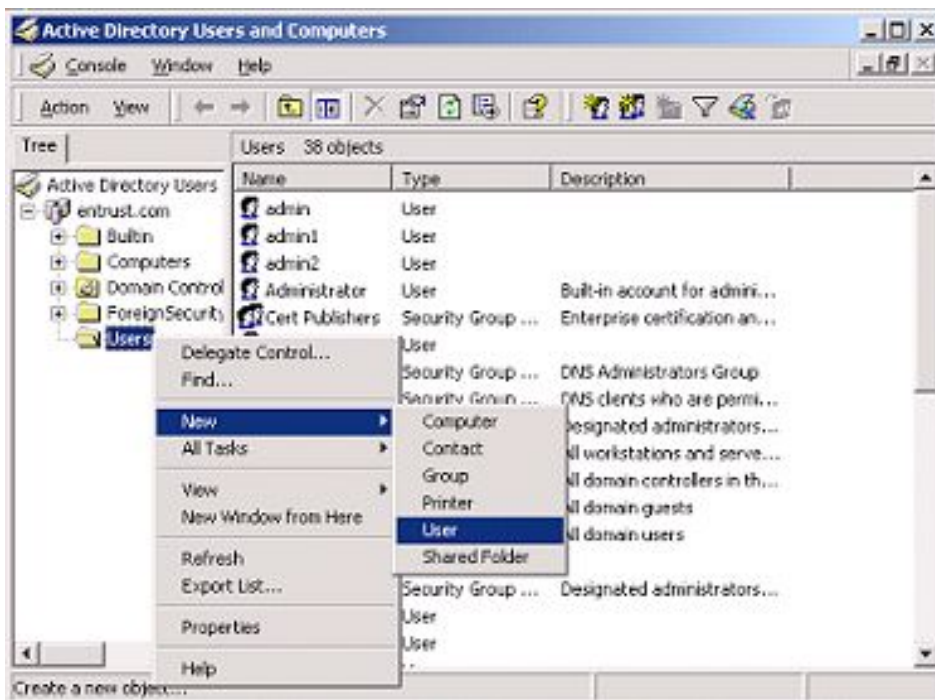 Active Directory Users and Computers
Console Window Help
Action View
Tree
Users 38 objects
Active Directory Users
entrust.com
Builtin
Computers
Domain Control
ForeignSecurity
Users
Name Type Description
admin User
admin1 User
admin2 User
Administrator User Built-in account for admini...
Cert Publishers Security Group ... Enterprise certification an...
User
Security Group ... DNS Administrators Group
Security Group ... DNS clients who are permi...
Designated administrators...
All workstations and serve...
All domain controllers in th...
All domain guests
All domain users
Security Group ... Designated administrators...
User
User
Delegate Control...
Find...
New
All Tasks
View
New Window from Here
Refresh
Export List...
Properties
Help
Computer
Contact
Group
Printer
User
Shared Folder
Create a new object...